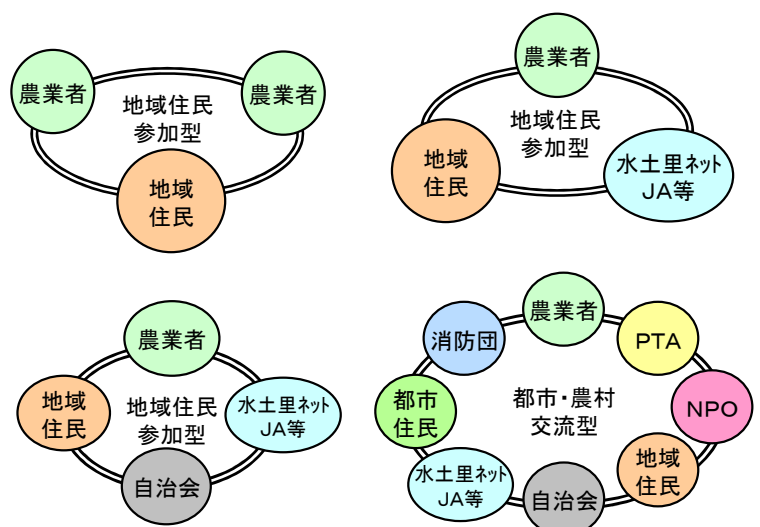 農業者
農業者
地域住民
参加型
地域
住民
農業者
地域住民
参加型
地域
住民
水土里ネット
JA等
農業者
地域
住民
地域住民
参加型
水土里ネット
JA等
自治会
農業者
消防団
PTA
都市
住民
都市・農村
交流型
NPO
水土里ネット
JA等
自治会
地域
住民